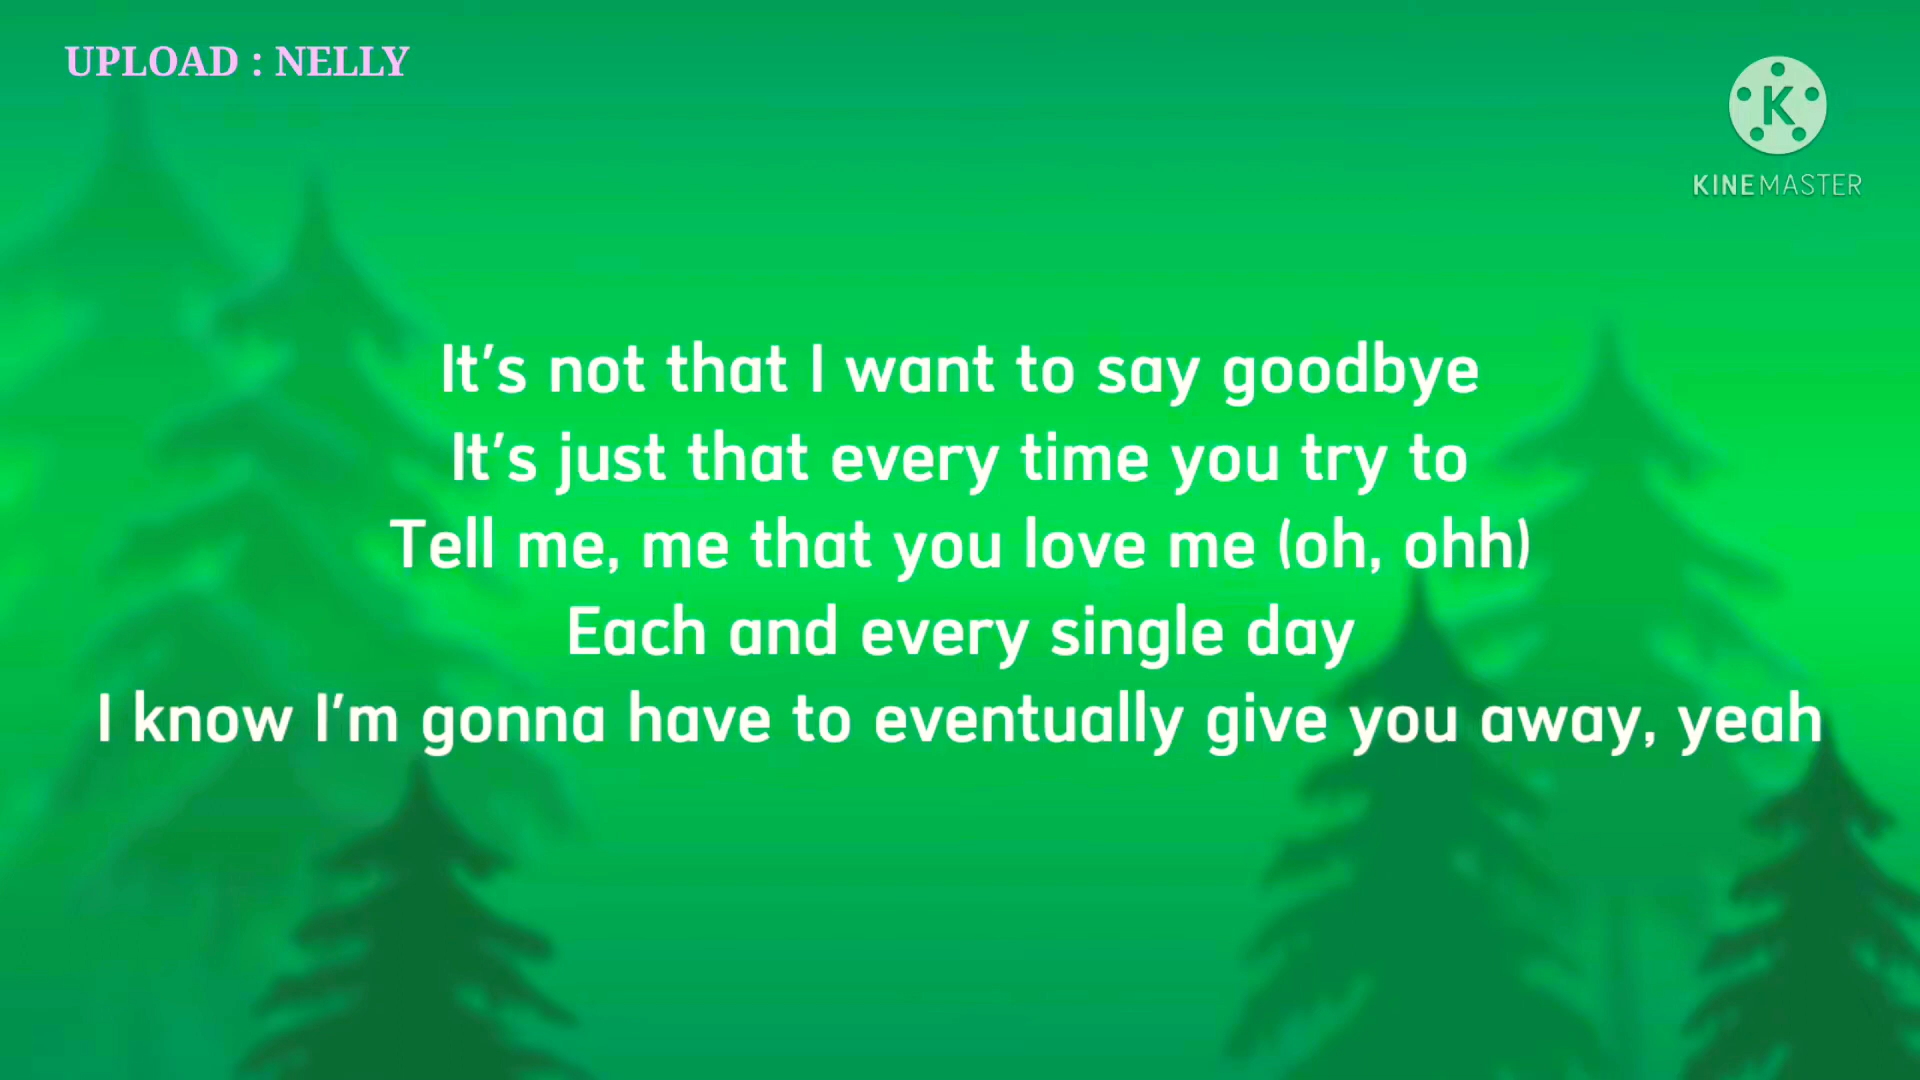 UPLOAD : NELLY
K
KINEMASTER
It's not that I want to say goodbye
It's just that every time you try to
Tell me, me that you love me (oh, ohh)
Each and every single day
I know I'm gonna have to eventually give you away, yeah